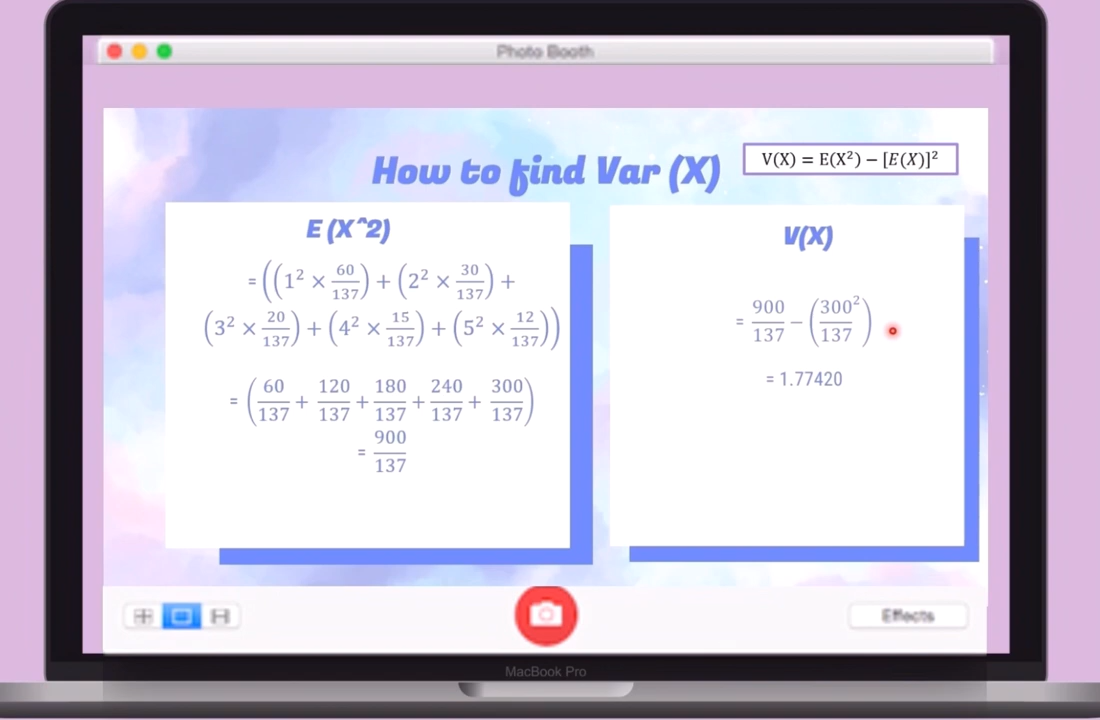 Photo Booth
How to find Var (X)
V(X) = E(X²) − [E(X)]²
E (X^2)
= ((1² × 60/137) + (2² × 30/137) +
(3² × 20/137) + (4² × 15/137) + (5² × 12/137))
= (60/137 + 120/137 + 180/137 + 240/137 + 300/137)
= 900/137
V(X)
= 900/137 − (300²/137)
= 1.77420
Effects
MacBook Pro